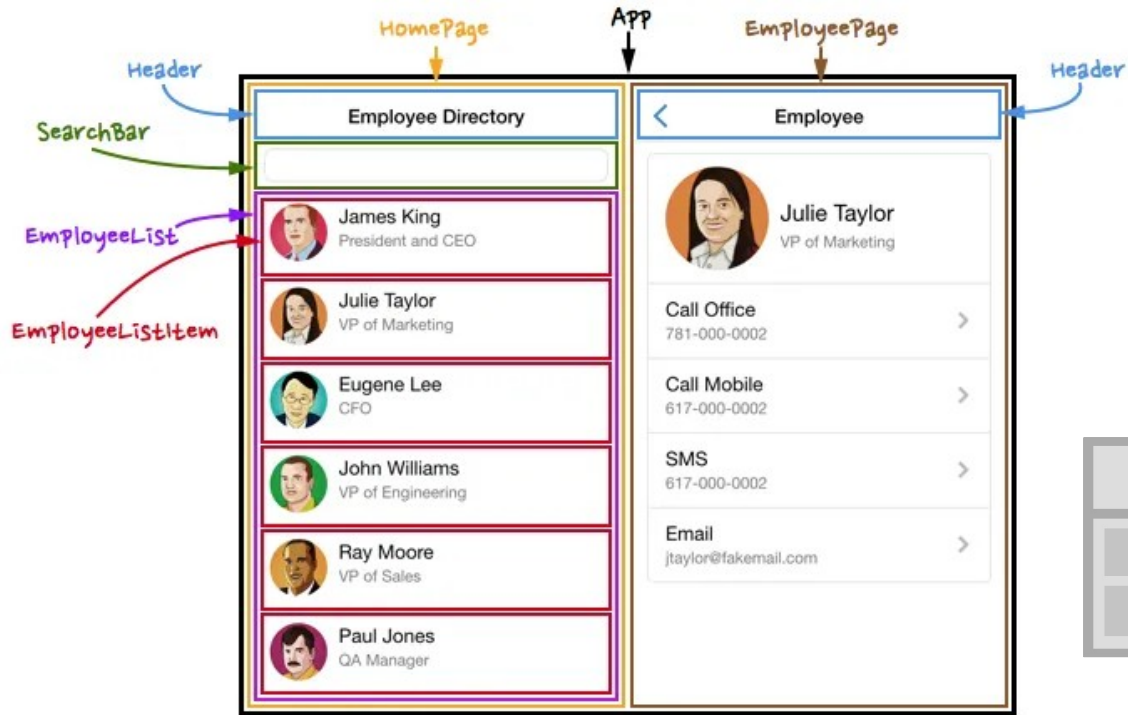 App
HomePage
EmployeePage
Header
Header
SearchBar
EmployeeList
EmployeeListItem
Employee Directory
James King
President and CEO
Julie Taylor
VP of Marketing
Eugene Lee
CFO
John Williams
VP of Engineering
Ray Moore
VP of Sales
Paul Jones
QA Manager
Employee
Julie Taylor
VP of Marketing
Call Office
781-000-0002
Call Mobile
617-000-0002
SMS
617-000-0002
Email
jtaylor@fakemail.com